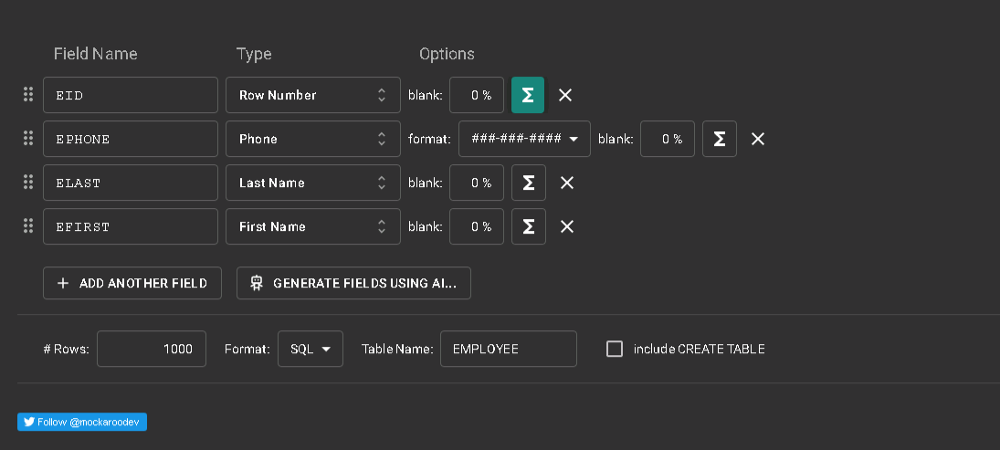 Field Name Type Options
EID Row Number blank: 0 % Σ
EPHONE Phone format: ###-###-#### blank: 0 % Σ
ELAST Last Name blank: 0 % Σ
EFIRST First Name blank: 0 % Σ
ADD ANOTHER FIELD GENERATE FIELDS USING AI...
# Rows: 1000 Format: SQL Table Name: EMPLOYEE include CREATE TABLE
Follow @mockaroodev